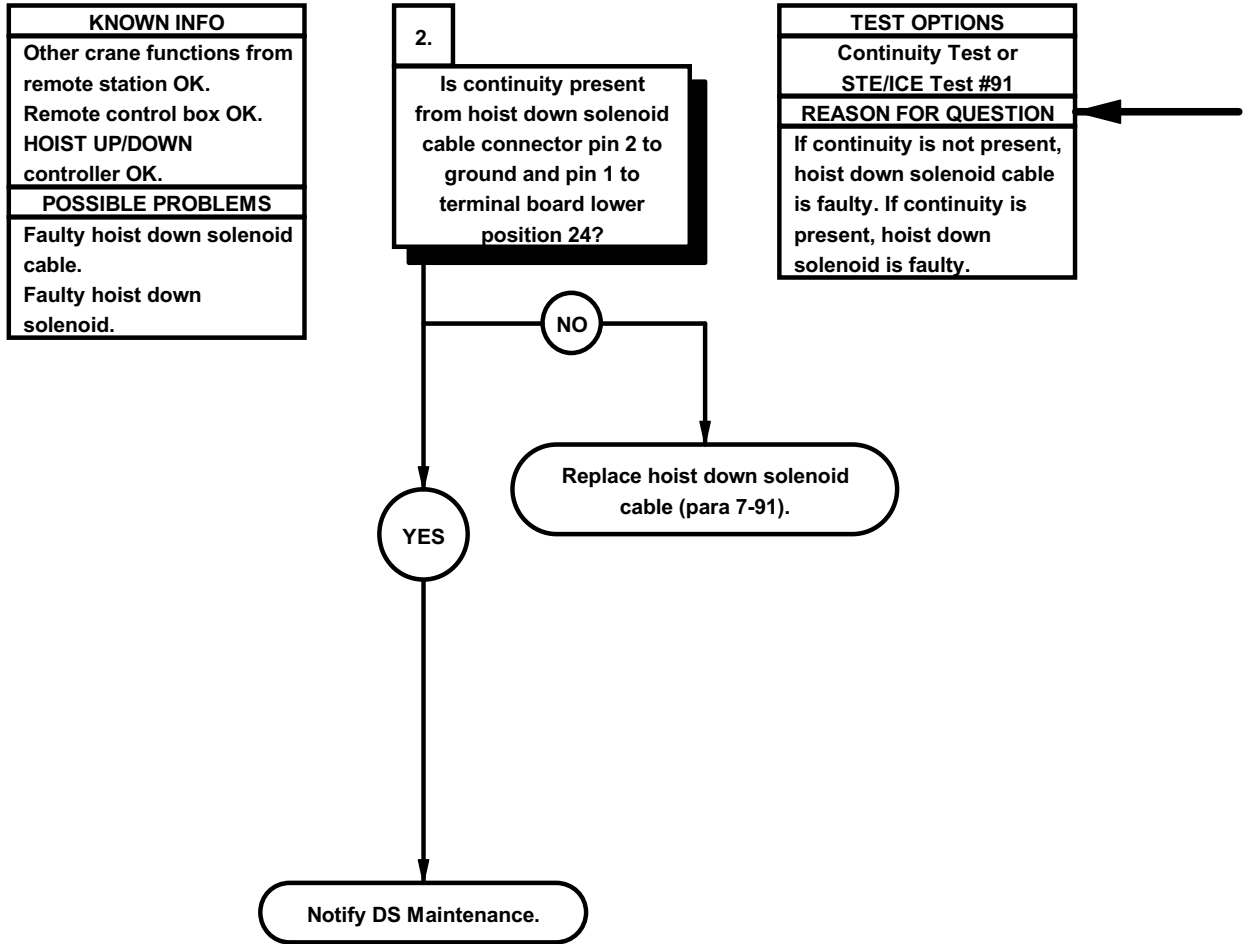 KNOWN INFO
Other crane functions from
remote station OK.
Remote control box OK.
HOIST UP/DOWN
controller OK.
POSSIBLE PROBLEMS
Faulty hoist down solenoid
cable.
Faulty hoist down
solenoid.
2.
Is continuity present
from hoist down solenoid
cable connector pin 2 to
ground and pin 1 to
terminal board lower
position 24?
TEST OPTIONS
Continuity Test or
STE/ICE Test #91
REASON FOR QUESTION
If continuity is not present,
hoist down solenoid cable
is faulty. If continuity is
present, hoist down
solenoid is faulty.
NO
Replace hoist down solenoid
cable (para 7-91).
YES
Notify DS Maintenance.